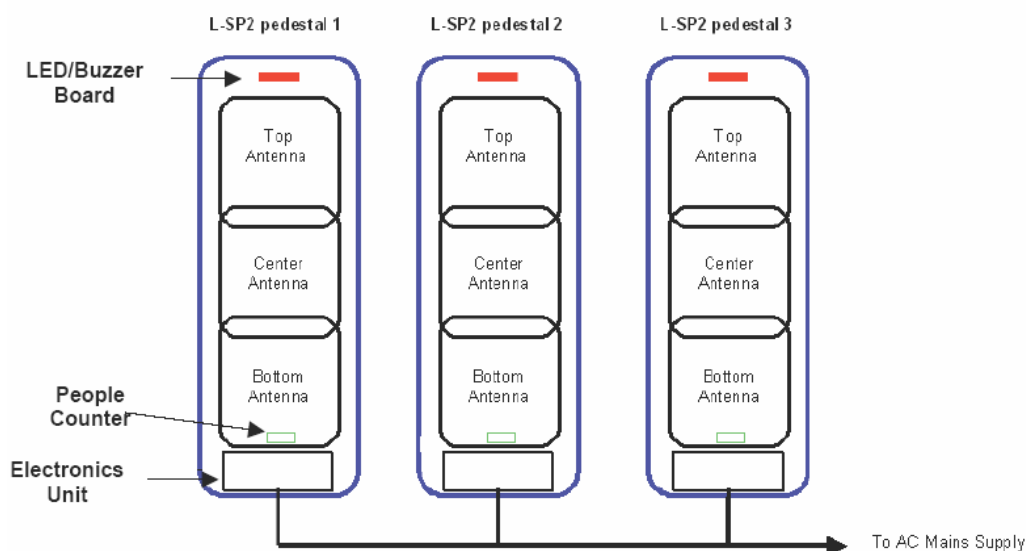 L-SP2 pedestal 1
L-SP2 pedestal 2
L-SP2 pedestal 3
LED/Buzzer
Board
Top
Antenna
Top
Antenna
Top
Antenna
Center
Antenna
Center
Antenna
Center
Antenna
Bottom
Antenna
Bottom
Antenna
Bottom
Antenna
People
Counter
Electronics
Unit
To AC Mains Supply